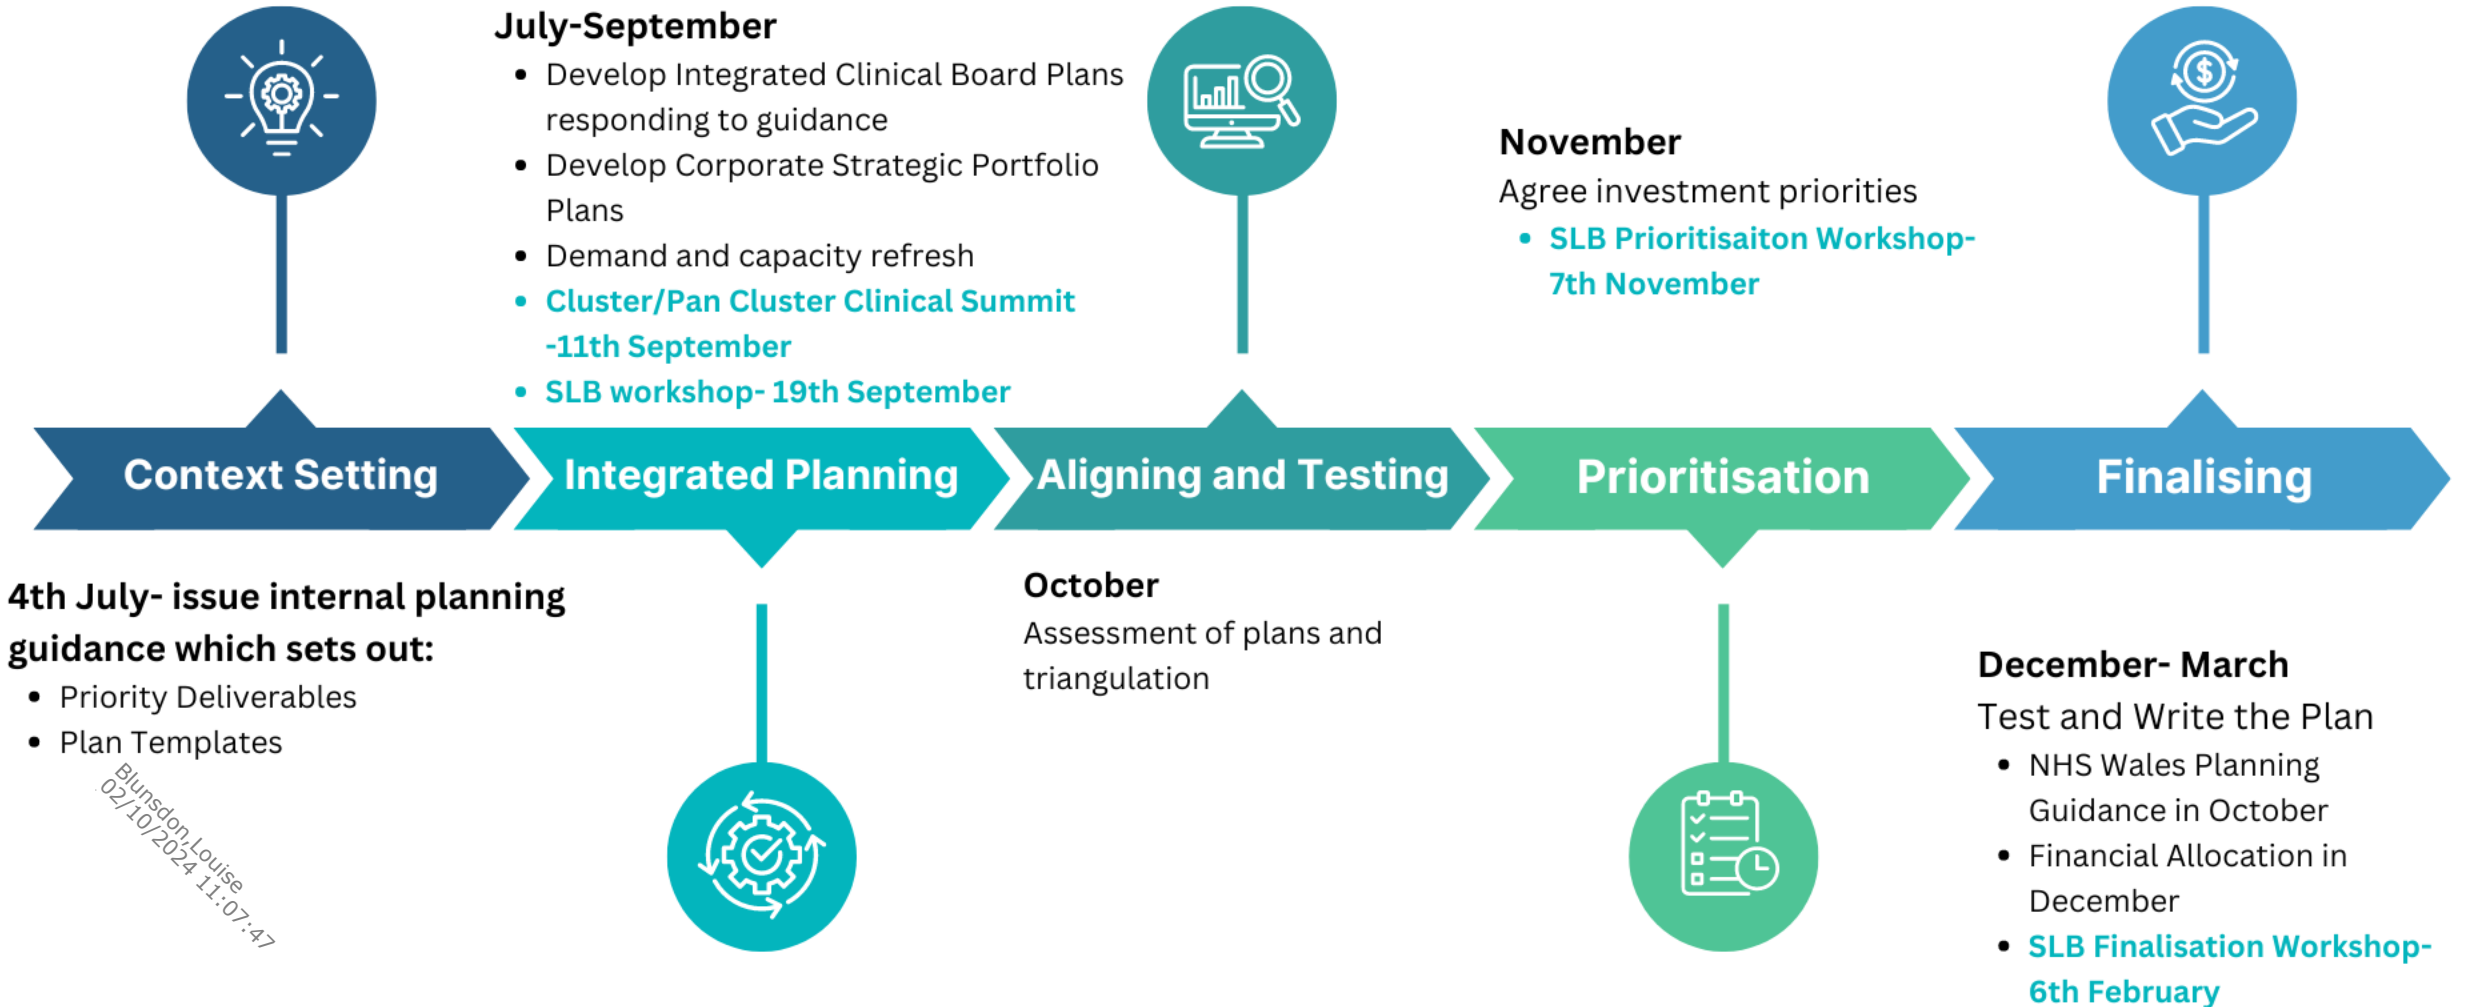 July-September
• Develop Integrated Clinical Board Plans
responding to guidance
• Develop Corporate Strategic Portfolio
Plans
• Demand and capacity refresh
• Cluster/Pan Cluster Clinical Summit
-11th September
• SLB workshop- 19th September
November
Agree investment priorities
• SLB Prioritisaiton Workshop-
7th November
Context Setting
Integrated Planning
Aligning and Testing
Prioritisation
Finalising
4th July- issue internal planning
guidance which sets out:
• Priority Deliverables
• Plan Templates
October
Assessment of plans and
triangulation
December- March
Test and Write the Plan
• NHS Wales Planning
Guidance in October
• Financial Allocation in
December
• SLB Finalisation Workshop-
6th February
Blunsdon,Louise
02/10/2024 11:07:47
$